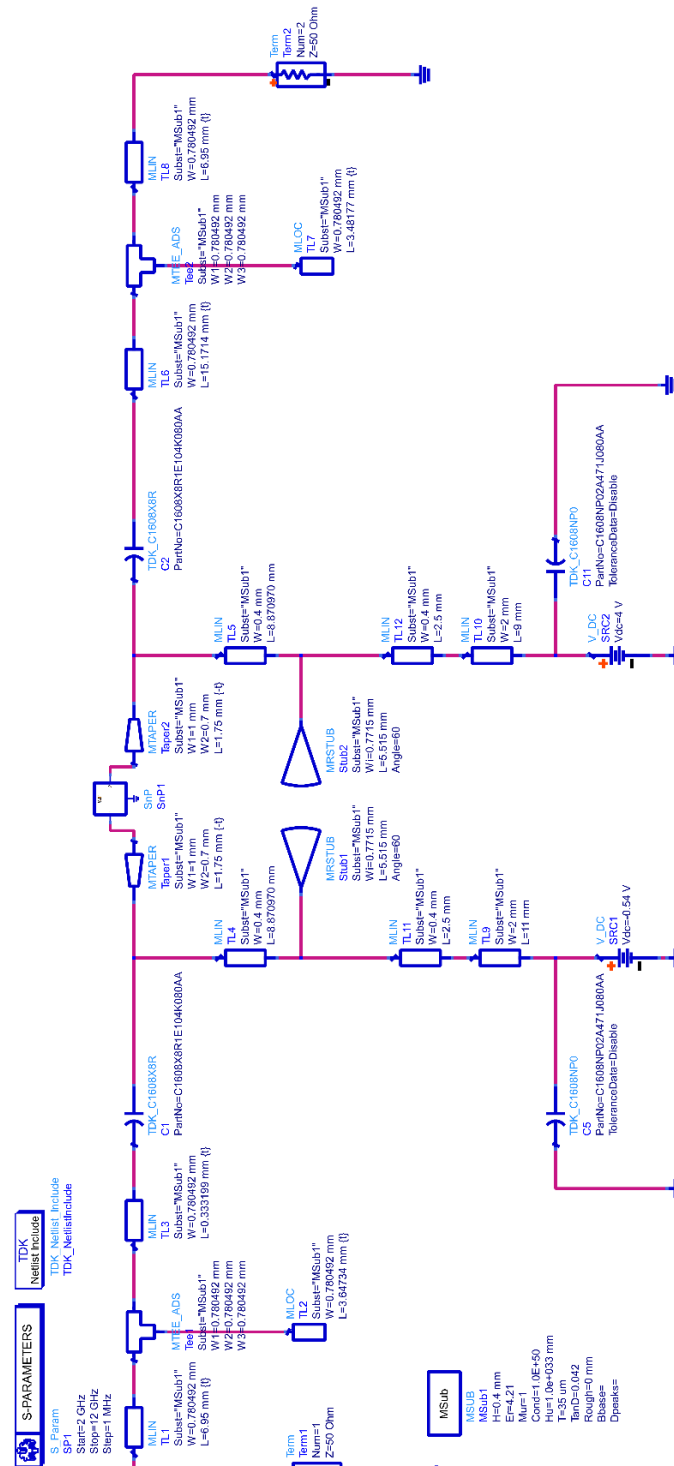 S-PARAMETERS
S_Param
SP1
Start=2 GHz
Stop=12 GHz
Step=1 MHz
TDK
Netlist Include
TDK_Netlist_Include
TDK_NetlistInclude
Term
Term1
Num=1
Z=50 Ohm
MLIN
TL1
Subst="MSub1"
W=0.780492 mm
L=6.95 mm {t}
MTEE_ADS
Tee1
Subst="MSub1"
W1=0.780492 mm
W2=0.780492 mm
W3=0.780492 mm
MLOC
TL2
Subst="MSub1"
W=0.780492 mm
L=3.64734 mm {t}
MLIN
TL3
Subst="MSub1"
W=0.780492 mm
L=0.333199 mm {t}
TDK_C1608X8R
C1
PartNo=C1608X8R1E104K080AA
MTAPER
Taper1
Subst="MSub1"
W1=1 mm
W2=0.7 mm
L=1.75 mm {-t}
SnP
SnP1
MTAPER
Taper2
Subst="MSub1"
W1=1 mm
W2=0.7 mm
L=1.75 mm {-t}
TDK_C1608X8R
C2
PartNo=C1608X8R1E104K080AA
MLIN
TL6
Subst="MSub1"
W=0.780492 mm
L=15.1714 mm {t}
MTEE_ADS
Tee2
Subst="MSub1"
W1=0.780492 mm
W2=0.780492 mm
W3=0.780492 mm
MLIN
TL8
Subst="MSub1"
W=0.780492 mm
L=6.95 mm {t}
MLOC
TL7
Subst="MSub1"
W=0.780492 mm
L=3.48177 mm {t}
Term
Term2
Num=2
Z=50 Ohm
MLIN
TL4
Subst="MSub1"
W=0.4 mm
L=8.870970 mm
MRSTUB
Stub1
Subst="MSub1"
Wi=0.7715 mm
L=5.515 mm
Angle=60
MRSTUB
Stub2
Subst="MSub1"
Wi=0.7715 mm
L=5.515 mm
Angle=60
MLIN
TL5
Subst="MSub1"
W=0.4 mm
L=8.870970 mm
MLIN
TL11
Subst="MSub1"
W=0.4 mm
L=2.5 mm
MLIN
TL9
Subst="MSub1"
W=2 mm
L=11 mm
MLIN
TL12
Subst="MSub1"
W=0.4 mm
L=2.5 mm
MLIN
TL10
Subst="MSub1"
W=2 mm
L=9 mm
TDK_C1608NP0
C5
PartNo=C1608NP02A471J080AA
ToleranceData=Disable
V_DC
SRC1
Vdc=-0.54 V
TDK_C1608NP0
C11
PartNo=C1608NP02A471J080AA
ToleranceData=Disable
V_DC
SRC2
Vdc=4 V
MSub
MSUB
MSub1
H=0.4 mm
Er=4.21
Mur=1
Cond=1.0E+50
Hu=1.0e+033 mm
T=35 um
TanD=0.042
Rough=0 mm
Bbase=
Dpeaks=